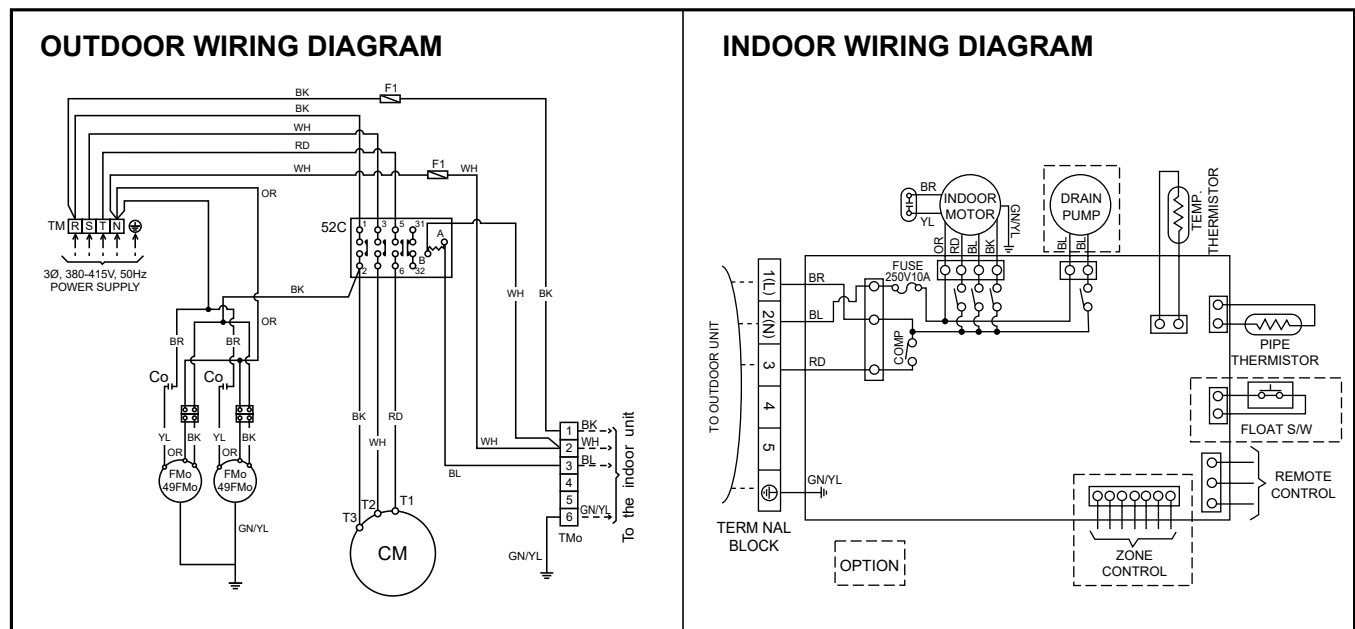 OUTDOOR WIRING DIAGRAM
BK
F1
BK
WH
RD
WH
F1
WH
OR
TM R S T N
3Ø, 380-415V, 50Hz
POWER SUPPLY
52C
1 3 5 31
A
B
2 6 32
BK
WH
BK
OR
BR
BR
Co
Co
YL
BK
YL
BK
OR
OR
FMo
49FMo
FMo
49FMo
GN/YL
BK
RD
WH
BL
WH
T3
T2
T1
CM
1 BK
2 WH
3 BL
4
5
6 GN/YL
TMo
GN/YL
To the indoor unit
INDOOR WIRING DIAGRAM
BR
YL
INDOOR
MOTOR
GN/YL
OR
RD
BL
BK
DRAIN
PUMP
BL
BL
TEMP.
THERMISTOR
FUSE
250V10A
1(L)
BR
2(N)
BL
3
RD
4
5
COMP
TO OUTDOOR UNIT
GN/YL
TERM NAL
BLOCK
PIPE
THERMISTOR
FLOAT S/W
REMOTE
CONTROL
ZONE
CONTROL
OPTION